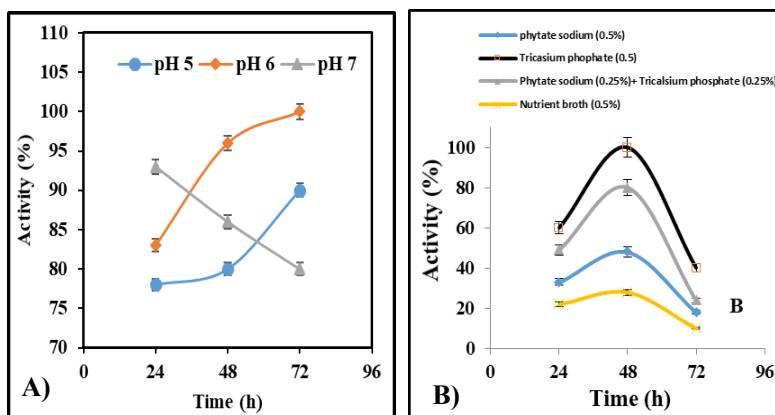 110
105
100
95
90
85
80
75
70
Activity (%)
pH 5 pH 6 pH 7
0 24 48 72 96
Time (h)
A)
phytate sodium (0.5%)
Tricasium phophate (0.5)
Phytate sodium (0.25%)+ Tricalsium phosphate (0.25%)
Nutrient broth (0.5%)
100
80
60
40
20
0
Activity (%)
B
0 24 48 72 96
Time (h)
B)